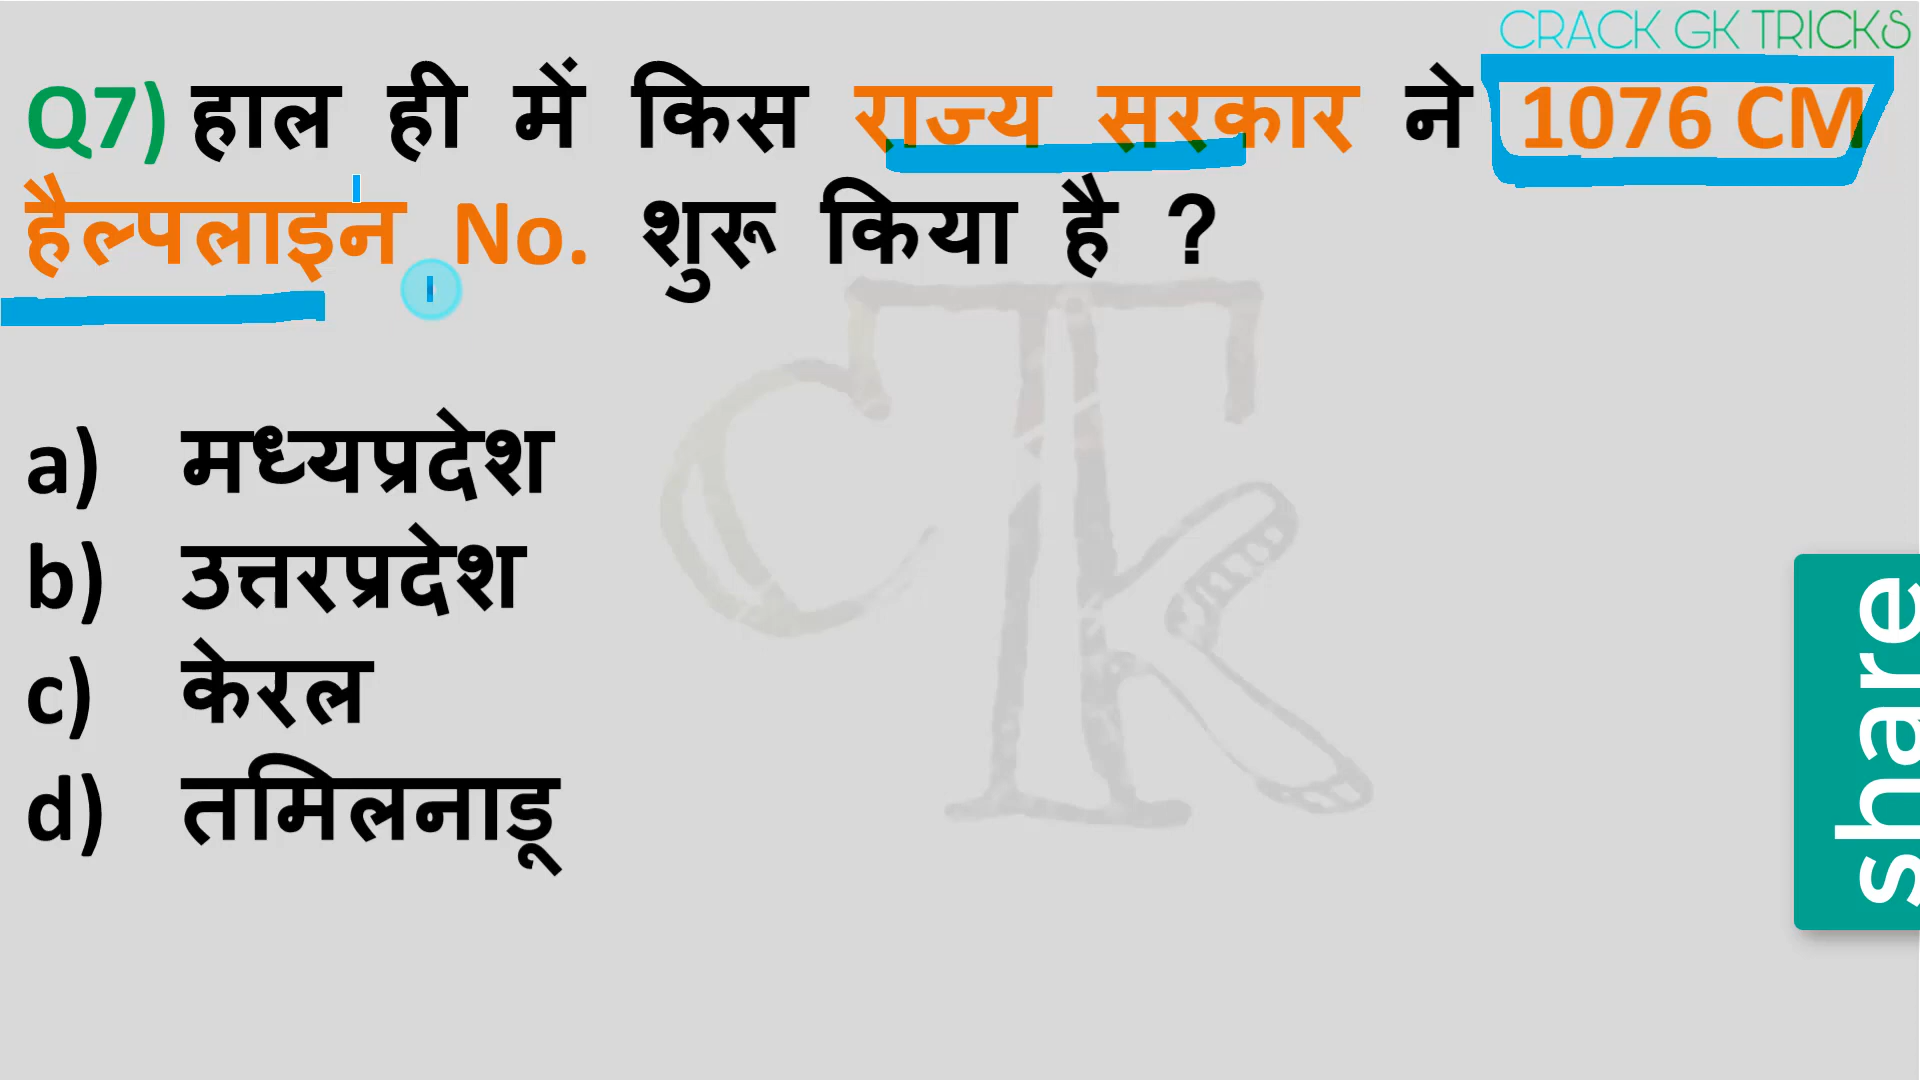 CRACK GK TRICKS
Q7) हाल ही में किस राज्य सरकार ने 1076 CM
हैल्पलाइन No. शुरू किया है ?
a) मध्यप्रदेश
b) उत्तरप्रदेश
c) केरल
d) तमिलनाडू
share